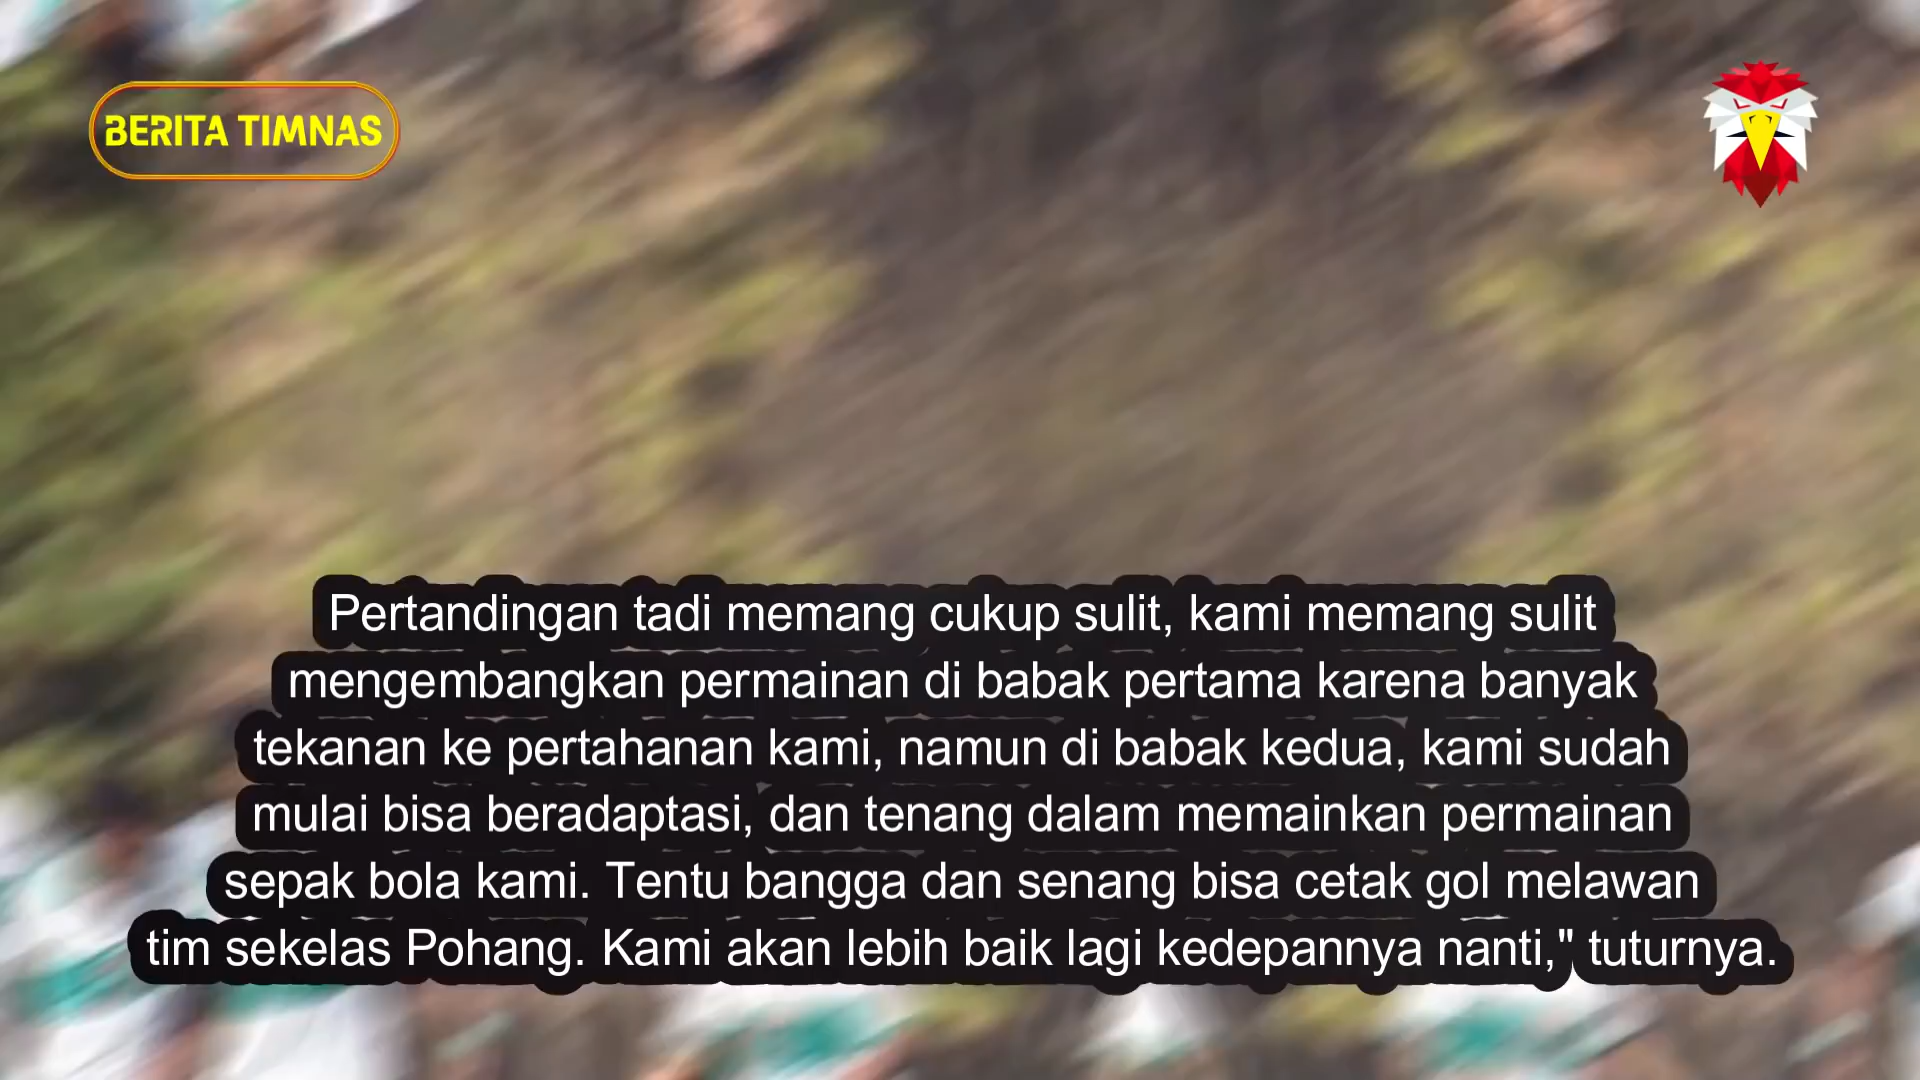 BERITA TIMNAS
Pertandingan tadi memang cukup sulit, kami memang sulit
mengembangkan permainan di babak pertama karena banyak
tekanan ke pertahanan kami, namun di babak kedua, kami sudah
mulai bisa beradaptasi, dan tenang dalam memainkan permainan
sepak bola kami. Tentu bangga dan senang bisa cetak gol melawan
tim sekelas Pohang. Kami akan lebih baik lagi kedepannya nanti," tuturnya.